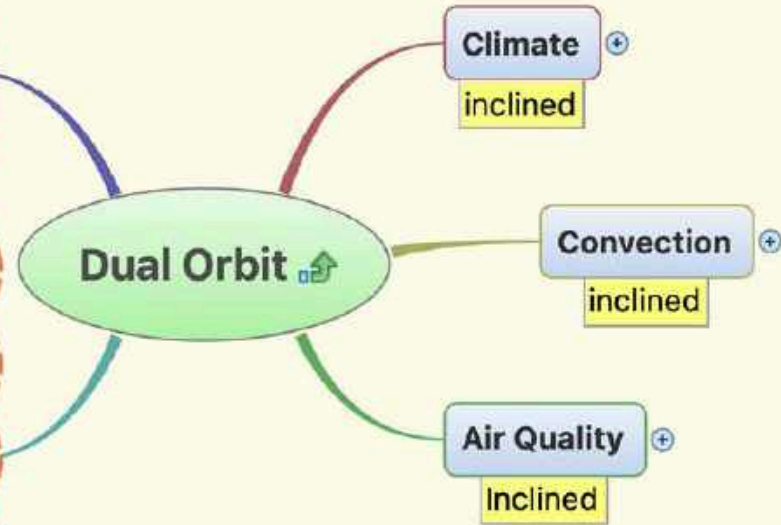 Climate
inclined
Dual Orbit
Convection
inclined
Air Quality
Inclined